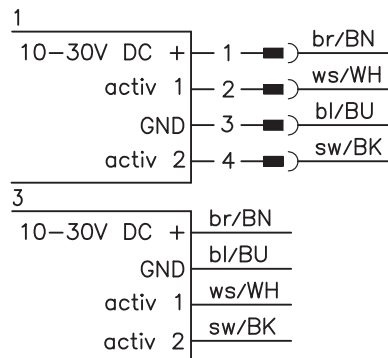 1
10-30V DC + 1 br/BN
activ 1 2 ws/WH
GND 3 bl/BU
activ 2 4 sw/BK
3
10-30V DC + br/BN
GND bl/BU
activ 1 ws/WH
activ 2 sw/BK